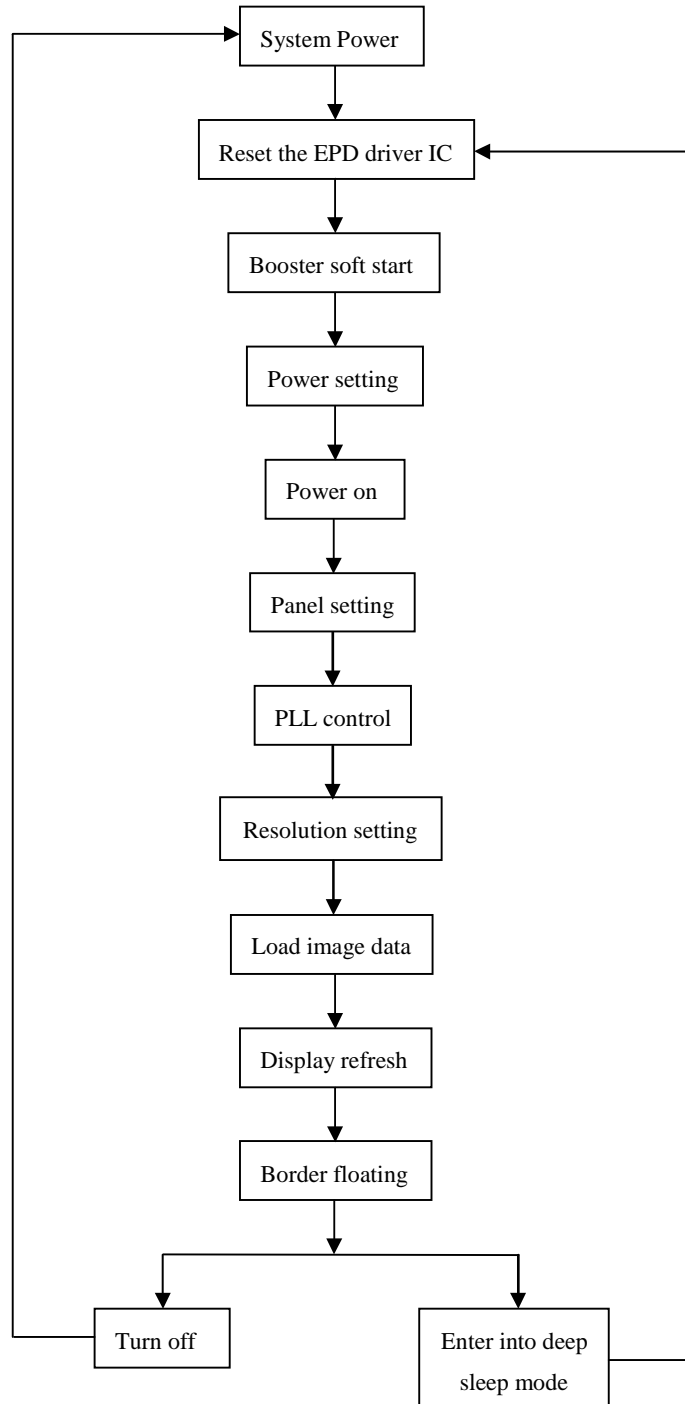 System Power
Reset the EPD driver IC
Booster soft start
Power setting
Power on
Panel setting
PLL control
Resolution setting
Load image data
Display refresh
Border floating
Turn off
Enter into deep
sleep mode